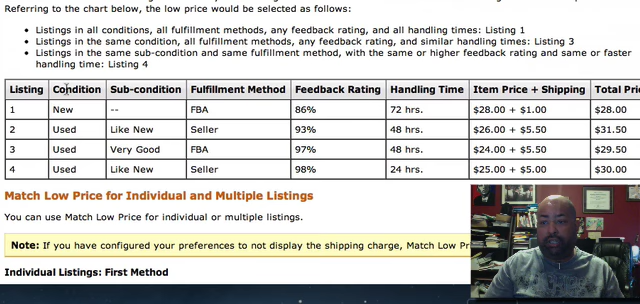 Referring to the chart below, the low price would be selected as follows:
Listings in all conditions, all fulfillment methods, any feedback rating, and all handling times: Listing 1
Listings in the same condition, all fulfillment methods, any feedback rating, and similar handling times: Listing 3
Listings in the same sub-condition and same fulfillment method, with the same or higher feedback rating and same or faster
handling time: Listing 4
Listing Condition Sub-condition Fulfillment Method Feedback Rating Handling Time Item Price + Shipping Total
1 New -- FBA 86% 72 hrs. $28.00 + $1.00 $28.00
2 Used Like New Seller 93% 48 hrs. $26.00 + $5.50 $31.50
3 Used Very Good FBA 97% 48 hrs. $24.00 + $5.50 $29.50
4 Used Like New Seller 98% 24 hrs. $25.00 + $5.00 $30.00
Match Low Price for Individual and Multiple Listings
You can use Match Low Price for individual or multiple listings.
Note: If you have configured your preferences to not display the shipping charge, Match Low
Individual Listings: First Method